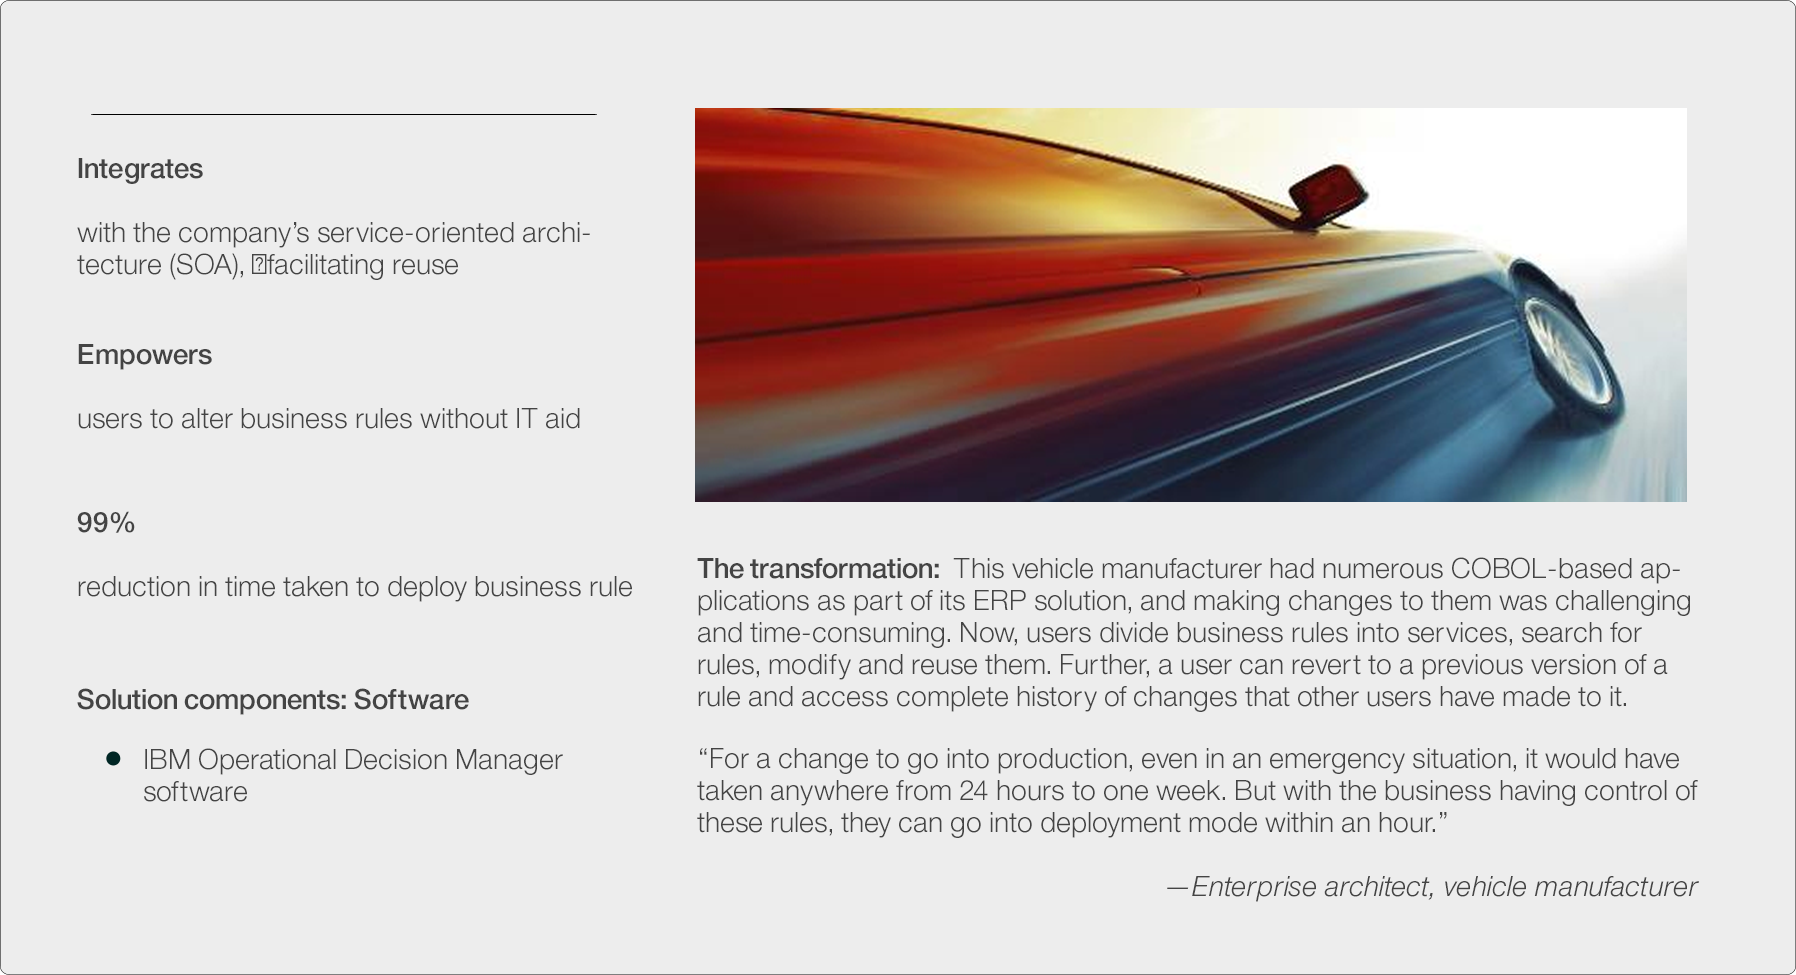 Integrates
with the company’s service-oriented archi-
tecture (SOA), �facilitating reuse
Empowers
users to alter business rules without IT aid
99%
reduction in time taken to deploy business rule
Solution components: Software
● IBM Operational Decision Manager
software
The transformation: This vehicle manufacturer had numerous COBOL-based ap-
plications as part of its ERP solution, and making changes to them was challenging
and time-consuming. Now, users divide business rules into services, search for
rules, modify and reuse them. Further, a user can revert to a previous version of a
rule and access complete history of changes that other users have made to it.
“For a change to go into production, even in an emergency situation, it would have
taken anywhere from 24 hours to one week. But with the business having control of
these rules, they can go into deployment mode within an hour.”
—Enterprise architect, vehicle manufacturer